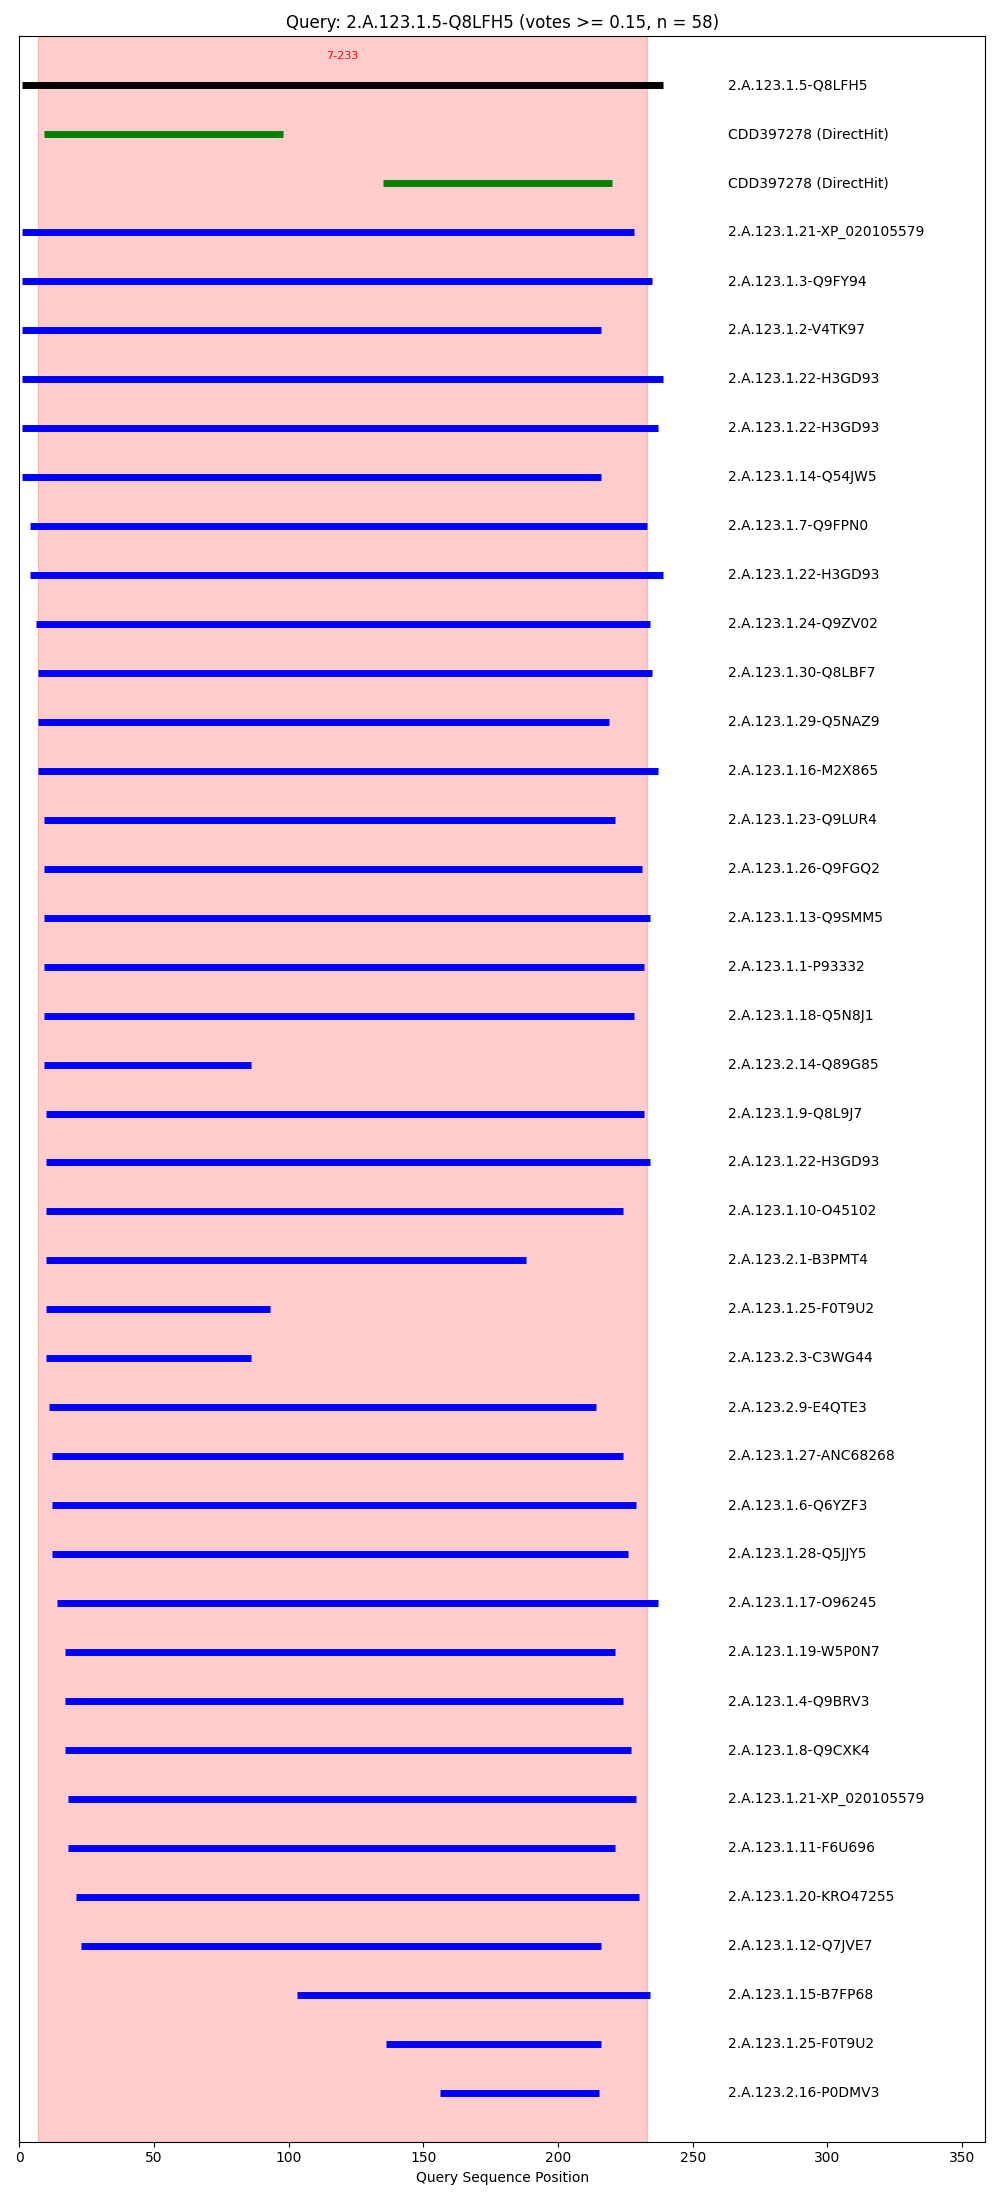 Query: 2.A.123.1.5-Q8LFH5 (votes >= 0.15, n = 58)
7-233
2.A.123.1.5-Q8LFH5
CDD397278 (DirectHit)
CDD397278 (DirectHit)
2.A.123.1.21-XP_020105579
2.A.123.1.3-Q9FY94
2.A.123.1.2-V4TK97
2.A.123.1.22-H3GD93
2.A.123.1.22-H3GD93
2.A.123.1.14-Q54JW5
2.A.123.1.7-Q9FPN0
2.A.123.1.22-H3GD93
2.A.123.1.24-Q9ZV02
2.A.123.1.30-Q8LBF7
2.A.123.1.29-Q5NAZ9
2.A.123.1.16-M2X865
2.A.123.1.23-Q9LUR4
2.A.123.1.26-Q9FGQ2
2.A.123.1.13-Q9SMM5
2.A.123.1.1-P93332
2.A.123.1.18-Q5N8J1
2.A.123.2.14-Q89G85
2.A.123.1.9-Q8L9J7
2.A.123.1.22-H3GD93
2.A.123.1.10-O45102
2.A.123.2.1-B3PMT4
2.A.123.1.25-F0T9U2
2.A.123.2.3-C3WG44
2.A.123.2.9-E4QTE3
2.A.123.1.27-ANC68268
2.A.123.1.6-Q6YZF3
2.A.123.1.28-Q5JJY5
2.A.123.1.17-O96245
2.A.123.1.19-W5P0N7
2.A.123.1.4-Q9BRV3
2.A.123.1.8-Q9CXK4
2.A.123.1.21-XP_020105579
2.A.123.1.11-F6U696
2.A.123.1.20-KRO47255
2.A.123.1.12-Q7JVE7
2.A.123.1.15-B7FP68
2.A.123.1.25-F0T9U2
2.A.123.2.16-P0DMV3
0 50 100 150 200 250 300 350
Query Sequence Position